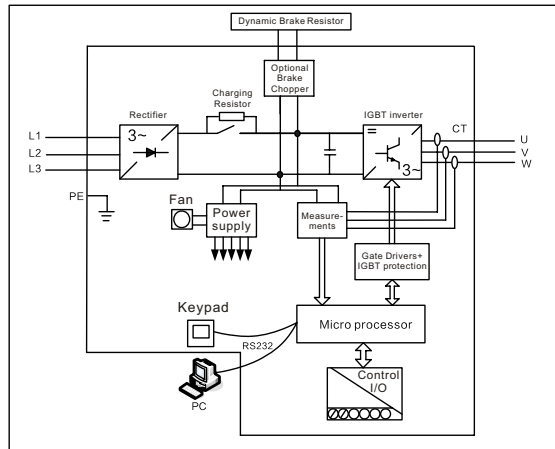 Dynamic Brake Resistor
Optional
Brake
Chopper
Charging
Resistor
Rectifier
3~
IGBT inverter
=
3~
CT
L1
L2
L3
U
V
W
PE
Fan
Power
supply
Measure-
ments
Gate Drivers+
IGBT protection
Keypad
RS232
Micro processor
PC
Control
I/O